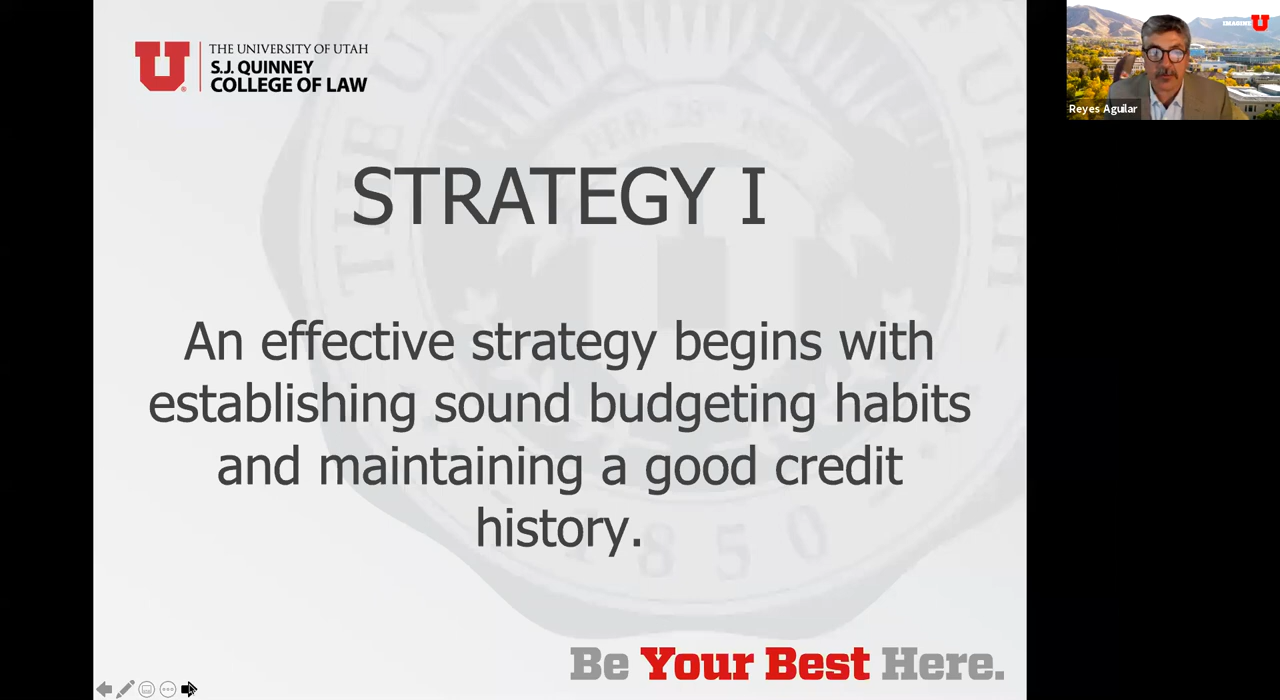 THE UNIVERSITY OF UTAH
S.J. QUINNEY
COLLEGE OF LAW
STRATEGY I
An effective strategy begins with
establishing sound budgeting habits
and maintaining a good credit
history.
1850
Be Your Best Here.
Reyes Aguilar